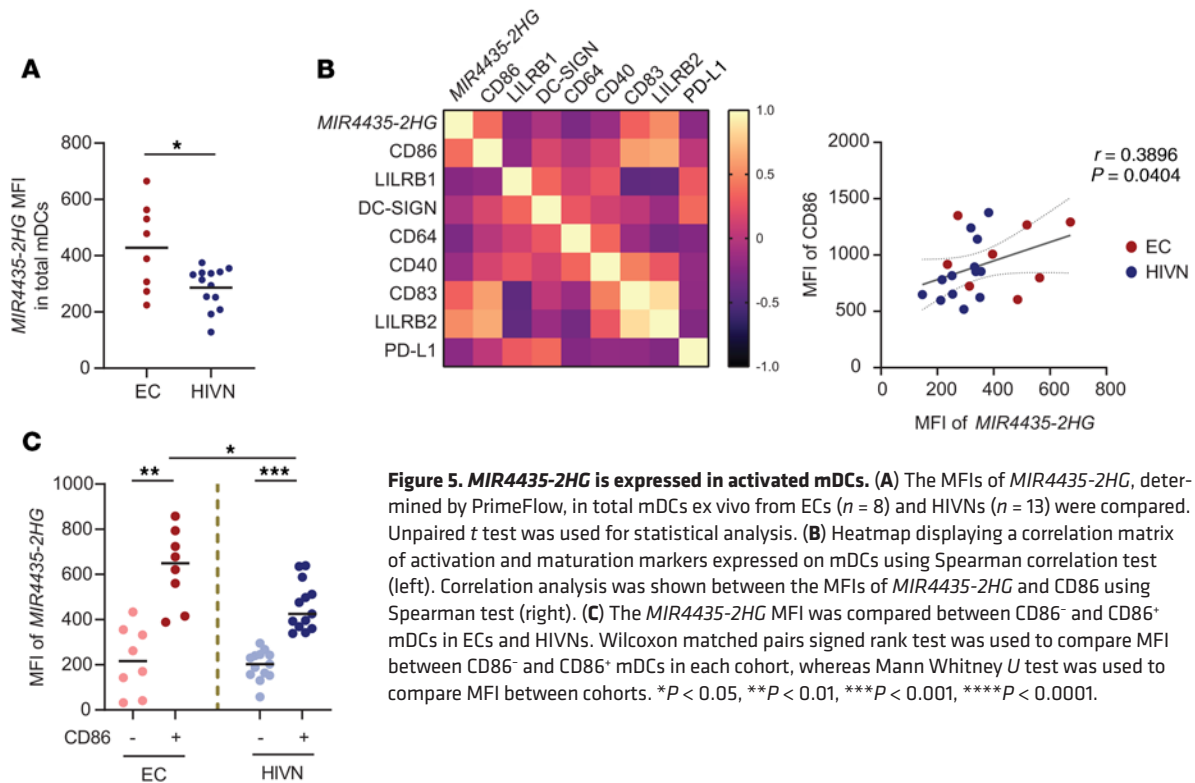 A
MIR4435-2HG MFI
in total mDCs
800
600
400
200
0
*
EC
HIVN
B
MIR4435-2HG
CD86
LILRB1
DC-SIGN
CD64
CD40
CD83
LILRB2
PD-L1
MIR4435-2HG
CD86
LILRB1
DC-SIGN
CD64
CD40
CD83
LILRB2
PD-L1
1.0
0.5
0
-0.5
-1.0
MFI of CD86
2000
1500
1000
500
0
0
200
400
600
800
MFI of MIR4435-2HG
r = 0.3896
P = 0.0404
EC
HIVN
C
MFI of MIR4435-2HG
1000
800
600
400
200
0
*
**
***
CD86
-
+
-
+
EC
HIVN
Figure 5. MIR4435-2HG is expressed in activated mDCs. (A) The MFIs of MIR4435-2HG, deter-
mined by PrimeFlow, in total mDCs ex vivo from ECs (n = 8) and HIVNs (n = 13) were compared.
Unpaired t test was used for statistical analysis. (B) Heatmap displaying a correlation matrix
of activation and maturation markers expressed on mDCs using Spearman correlation test
(left). Correlation analysis was shown between the MFIs of MIR4435-2HG and CD86 using
Spearman test (right). (C) The MIR4435-2HG MFI was compared between CD86⁻ and CD86⁺
mDCs in ECs and HIVNs. Wilcoxon matched pairs signed rank test was used to compare MFI
between CD86⁻ and CD86⁺ mDCs in each cohort, whereas Mann Whitney U test was used to
compare MFI between cohorts. *P < 0.05, **P < 0.01, ***P < 0.001, ****P < 0.0001.